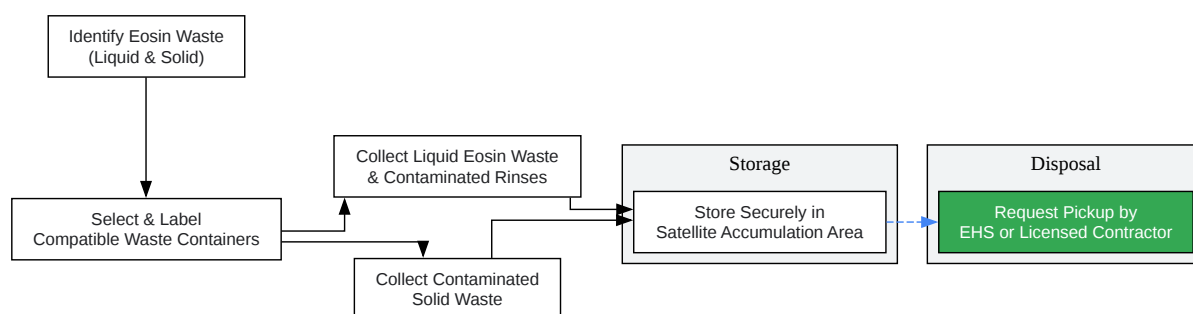 Identify Eosin Waste
(Liquid & Solid)
Select & Label
Compatible Waste Containers
Collect Liquid Eosin Waste
& Contaminated Rinses
Collect Contaminated
Solid Waste
Storage
Store Securely in
Satellite Accumulation Area
Disposal
Request Pickup by
EHS or Licensed Contractor